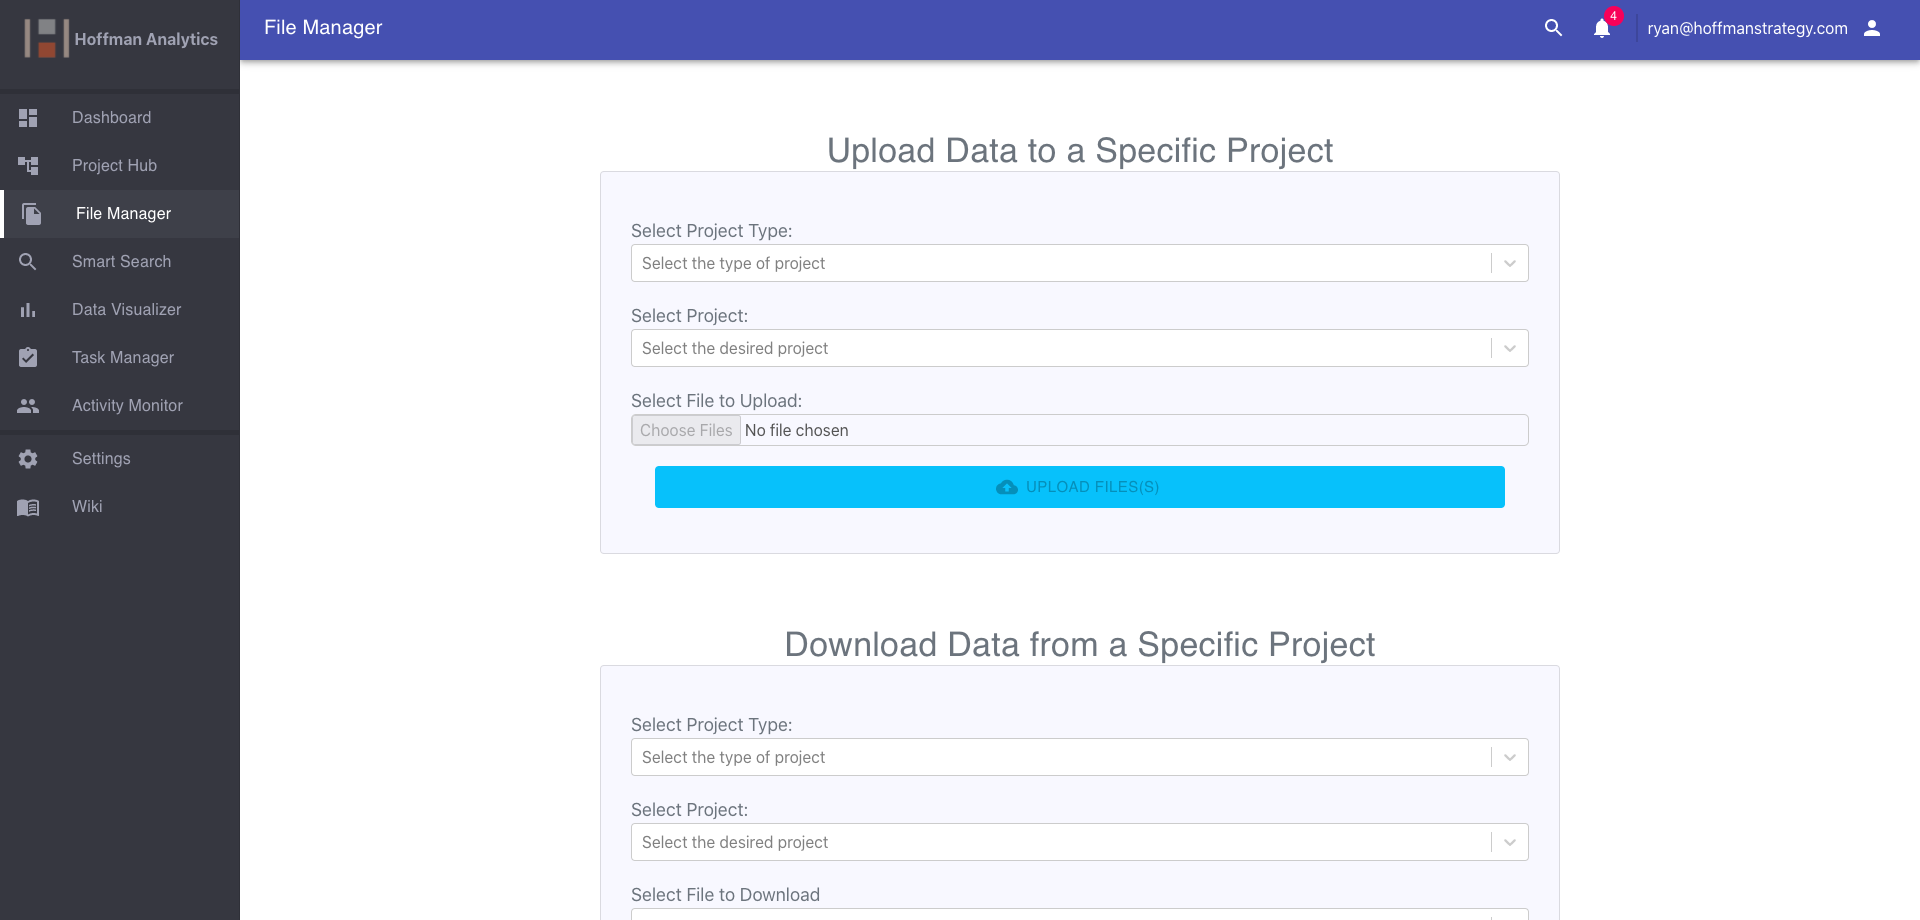 Hoffman Analytics
File Manager
4
ryan@hoffmanstrategy.com
Dashboard
Project Hub
File Manager
Smart Search
Data Visualizer
Task Manager
Activity Monitor
Settings
Wiki
Upload Data to a Specific Project
Select Project Type:
Select the type of project
Select Project:
Select the desired project
Select File to Upload:
Choose Files No file chosen
UPLOAD FILES(S)
Download Data from a Specific Project
Select Project Type:
Select the type of project
Select Project:
Select the desired project
Select File to Download